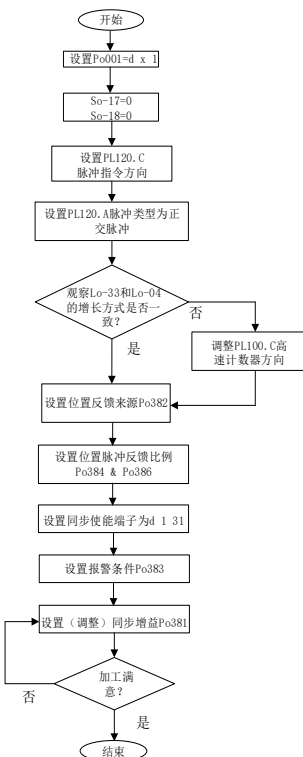 开始
设置Po001=d x 1
So-17=0
So-18=0
设置PL120.C
脉冲指令方向
设置PL120.A脉冲类型为正
交脉冲
观察Lo-33和Lo-04
的增长方式是否一
致？
否
是
调整PL100.C高
速计数器方向
设置位置反馈来源Po382
设置位置脉冲反馈比例
Po384 & Po386
设置同步使能端子为d 1 31
设置报警条件Po383
设置（调整）同步增益Po381
加工满
意？
否
是
结束